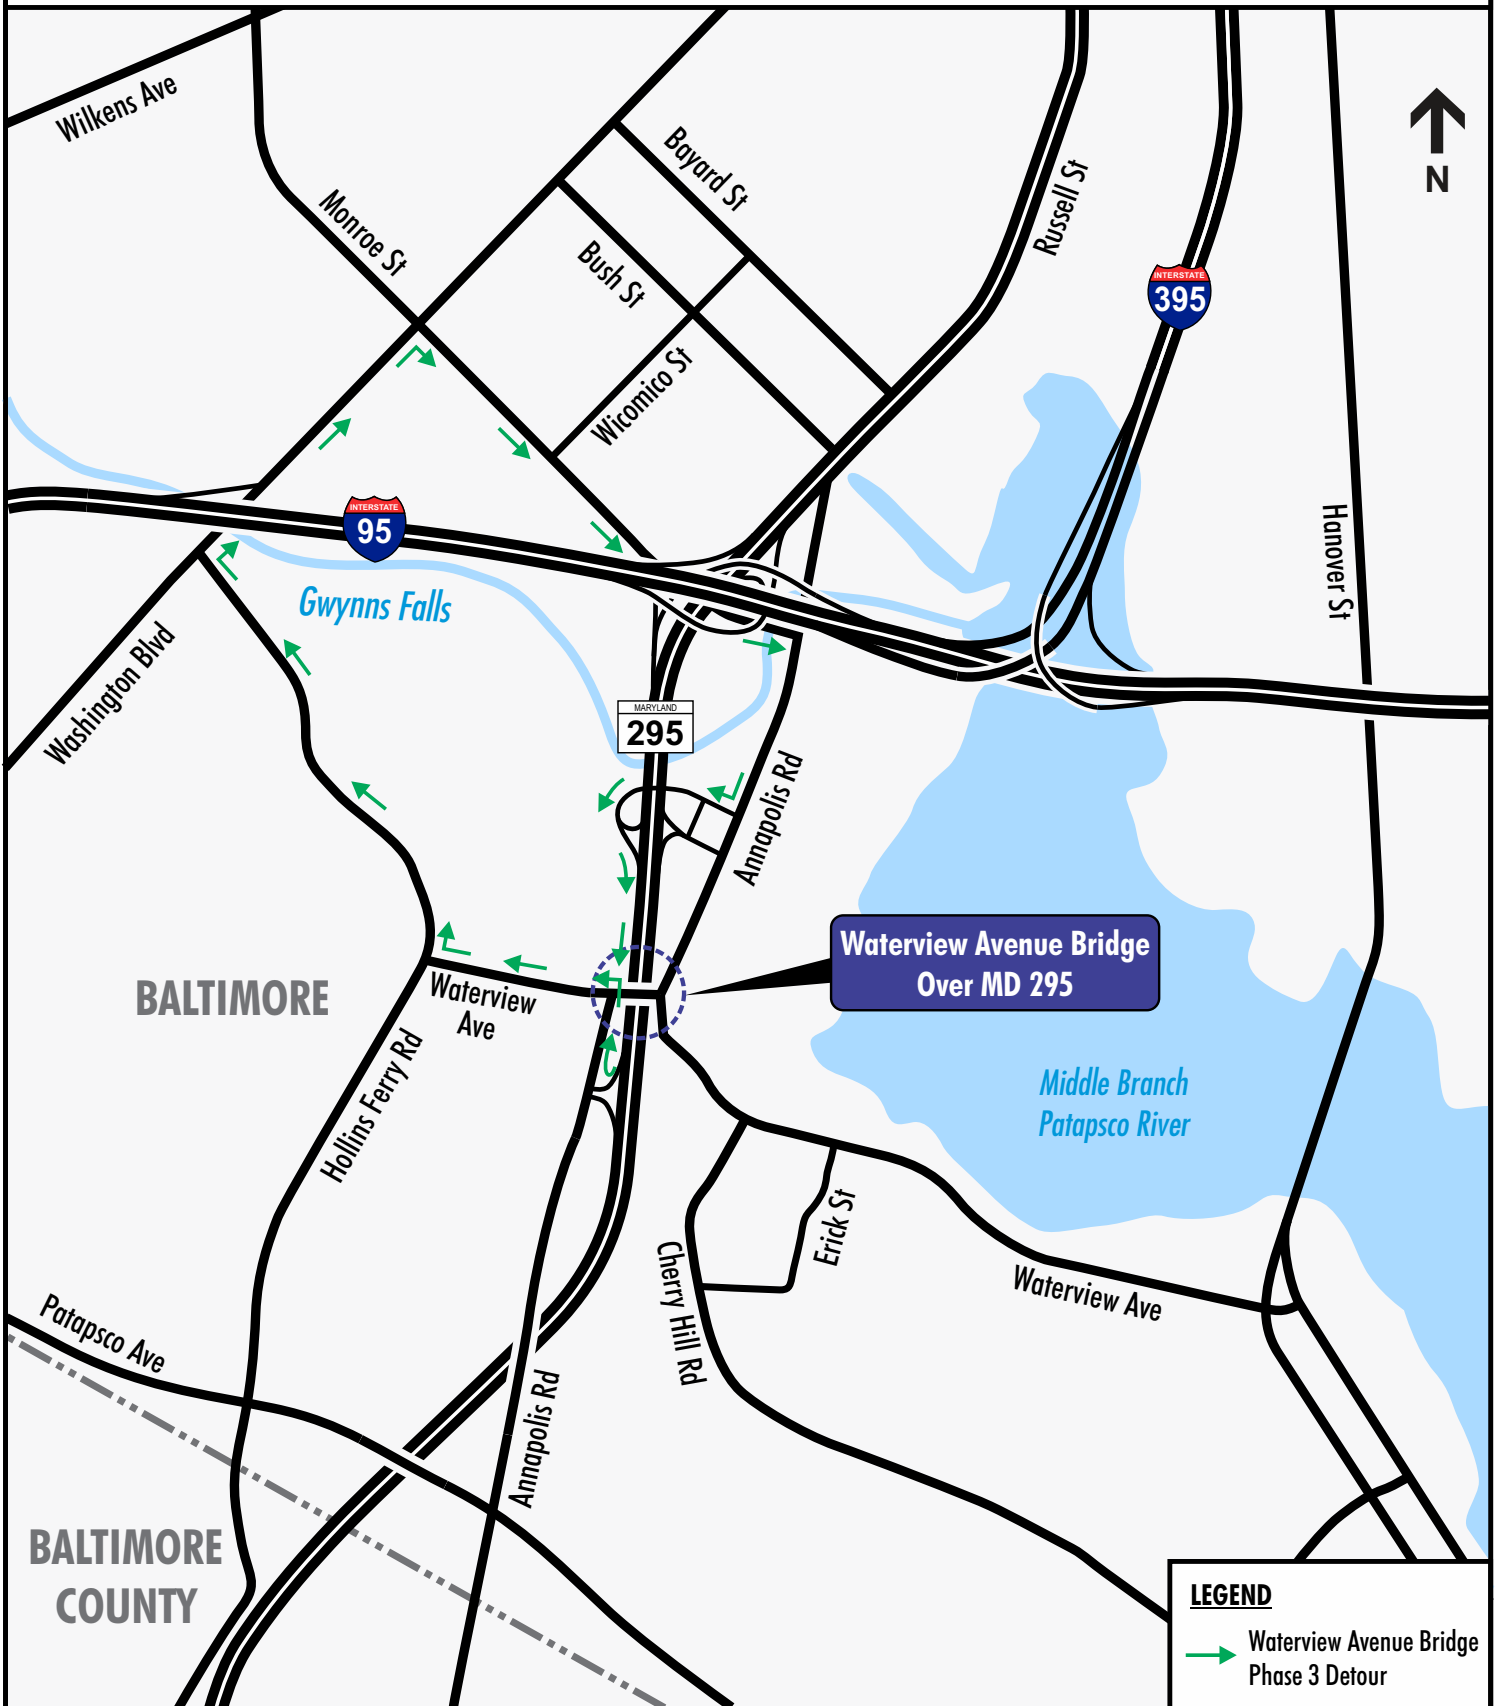 Wilkens Ave
Monroe St
Bayard St
Bush St
Wicomico St
Russell St
INTERSTATE
395
N
Hanover St
INTERSTATE
95
Gwynns Falls
Washington Blvd
MARYLAND
295
Annapolis Rd
Waterview Avenue Bridge
Over MD 295
BALTIMORE
Waterview
Ave
Hollins Ferry Rd
Middle Branch
Patapsco River
Erick St
Cherry Hill Rd
Waterview Ave
Patapsco Ave
Annapolis Rd
BALTIMORE
COUNTY
LEGEND
Waterview Avenue Bridge
Phase 3 Detour